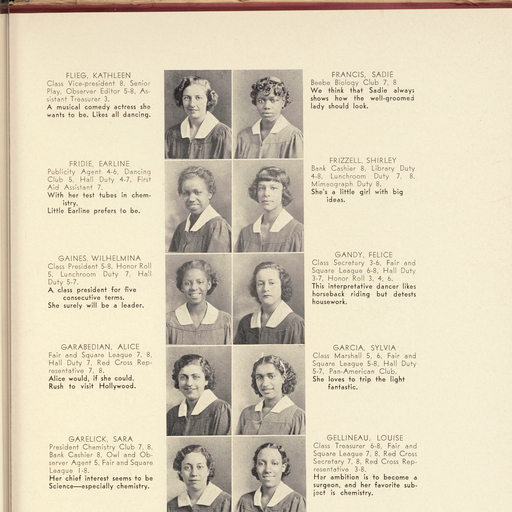 FLIEG, KATHLEEN
Class Vice-president 8, Senior
Play, Observer Editor 5-8, As-
sistant Treasurer 3.
A musical comedy actress she
wants to be. Likes all dancing.
FRIDIE, EARLINE
Publicity Agent 4-6, Dancing
Club 5, Hall Duty 4-7, First
Aid Assistant 7.
With her test tubes in chem-
istry,
Little Earline prefers to be.
GAINES, WILHELMINA
Class President 5-8, Honor Roll
5, Lunchroom Duty 7, Hall
Duty 5-7.
A class president for five
consecutive terms.
She surely will be a leader.
GARABEDIAN, ALICE
Fair and Square League 7, 8,
Hall Duty 7, Red Cross Rep-
resentative 7, 8.
Alice would, if she could,
Rush to visit Hollywood.
GARELICK, SARA
President Chemistry Club 7, 8,
Bank Cashier 8, Owl and Ob-
server Agent 5, Fair and Square
League 1-8.
Her chief interest seems to be
Science—especially chemistry.
FRANCIS, SADIE
Beebe Biology Club 7, 8
We think that Sadie always
shows how the well-groomed
lady should look.
FRIZZELL, SHIRLEY
Bank Cashier 8, Library Duty
4-8, Lunchroom Duty 7, 8,
Mimeograph Duty 8.
She's a little girl with big
ideas.
GANDY, FELICE
Class Secretary 3-6, Fair and
Square League 6-8, Hall Duty
3-7, Honor Roll 3, 4, 6.
This interpretative dancer likes
horseback riding but detests
housework.
GARCIA, SYLVIA
Class Marshall 5, 6, Fair and
Square League 5-8, Hall Duty
5-7, Pan-American Club.
She loves to trip the light
fantastic.
GELLINEAU, LOUISE
Class Treasurer 6-8, Fair and
Square League 7, 8, Red Cross
Secretary 7, 8, Red Cross Rep-
resentative 3-8.
Her ambition is to become a
surgeon, and her favorite sub-
ject is chemistry.